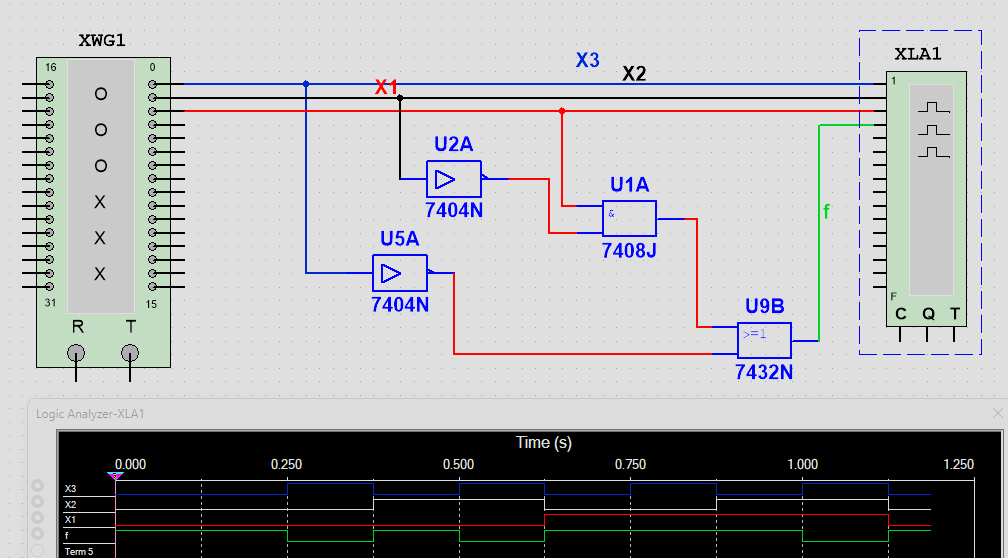 XWG1
16 0
O
O
O
X
X
X
31 15
R T
X3
X2
X1
XLA1
1
F
C Q T
U2A
7404N
U1A
&
7408J
U5A
7404N
U9B
>=1
7432N
f
Logic Analyzer-XLA1
Time (s)
0.000 0.250 0.500 0.750 1.000 1.250
X3
X2
X1
f
Term 5